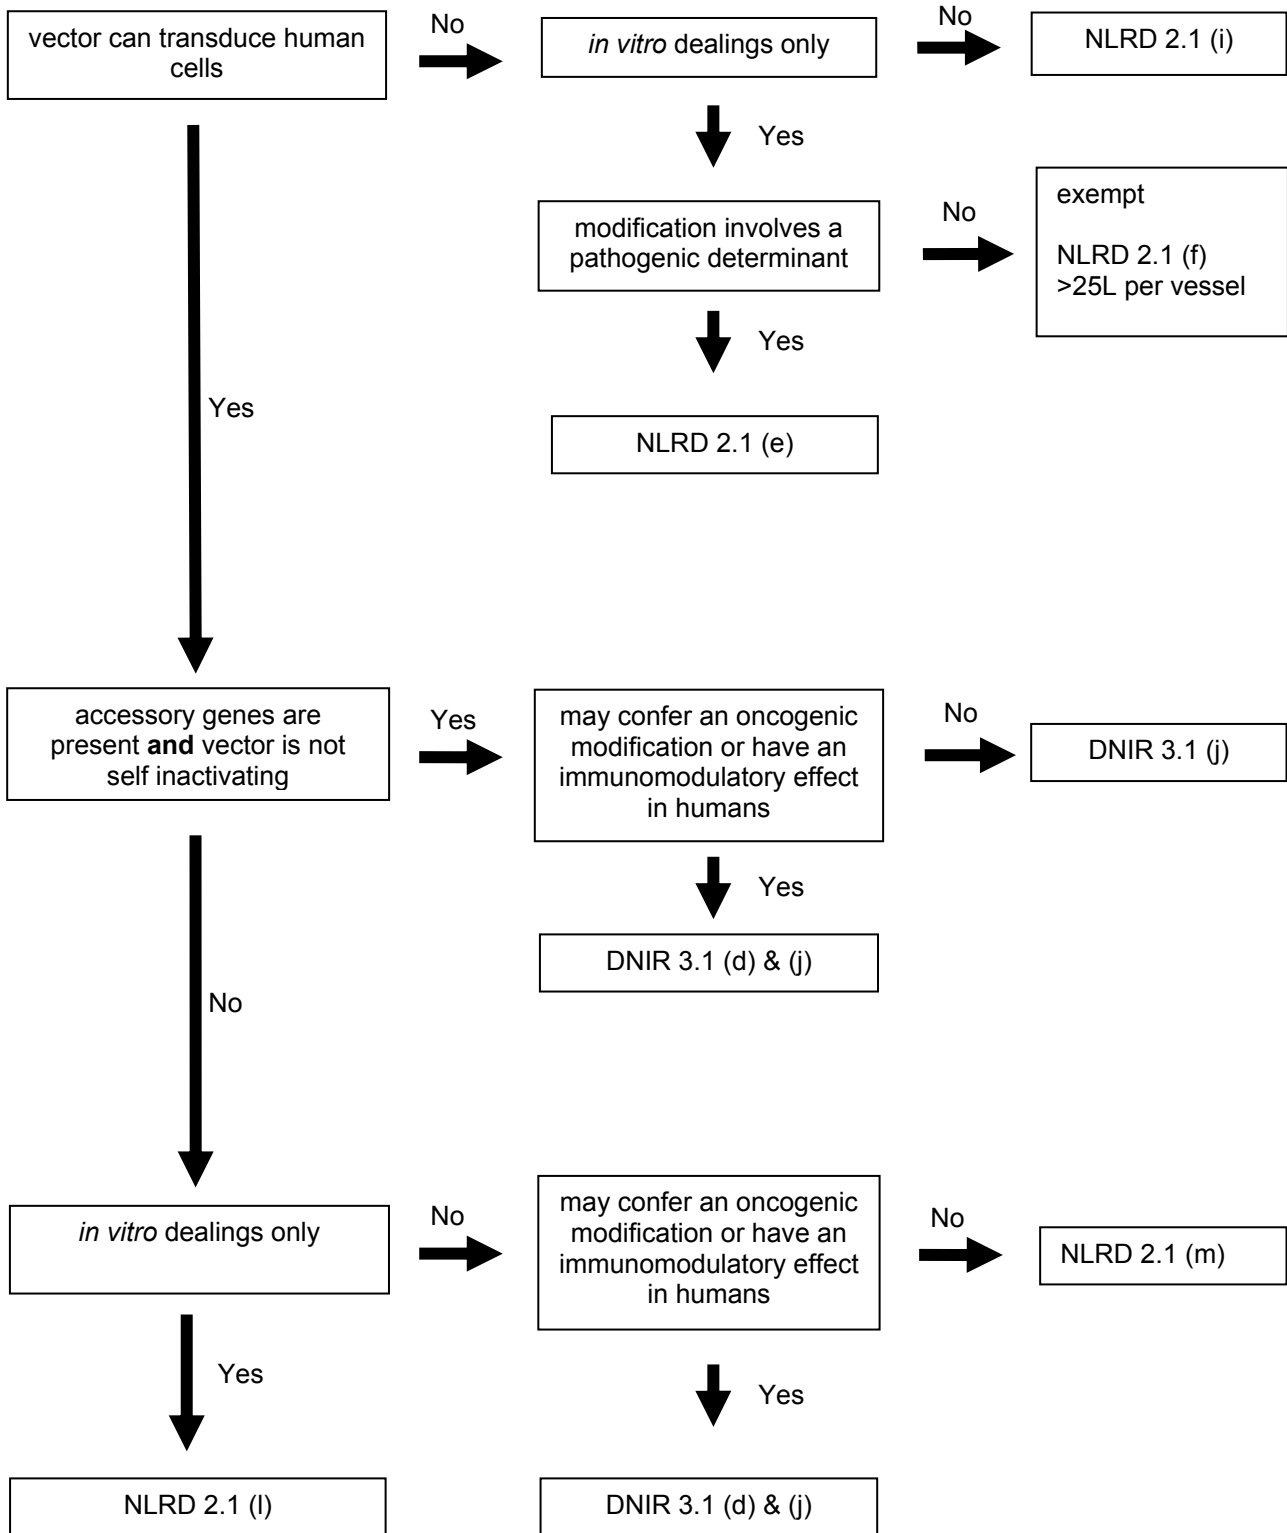 vector can transduce human
cells
No
in vitro dealings only
No
NLRD 2.1 (i)
Yes
modification involves a
pathogenic determinant
No
exempt
NLRD 2.1 (f)
>25L per vessel
Yes
NLRD 2.1 (e)
Yes
accessory genes are
present and vector is not
self inactivating
Yes
may confer an oncogenic
modification or have an
immunomodulatory effect
in humans
No
DNIR 3.1 (j)
Yes
DNIR 3.1 (d) & (j)
No
in vitro dealings only
No
may confer an oncogenic
modification or have an
immunomodulatory effect
in humans
No
NLRD 2.1 (m)
Yes
Yes
NLRD 2.1 (l)
DNIR 3.1 (d) & (j)